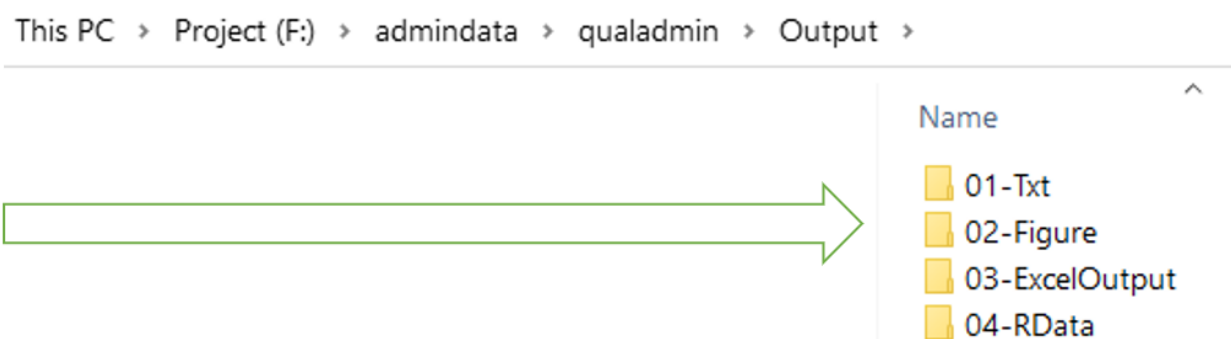 This PC > Project (F:) > admindata > qualadmin > Output >
Name
01-Txt
02-Figure
03-ExcelOutput
04-RData